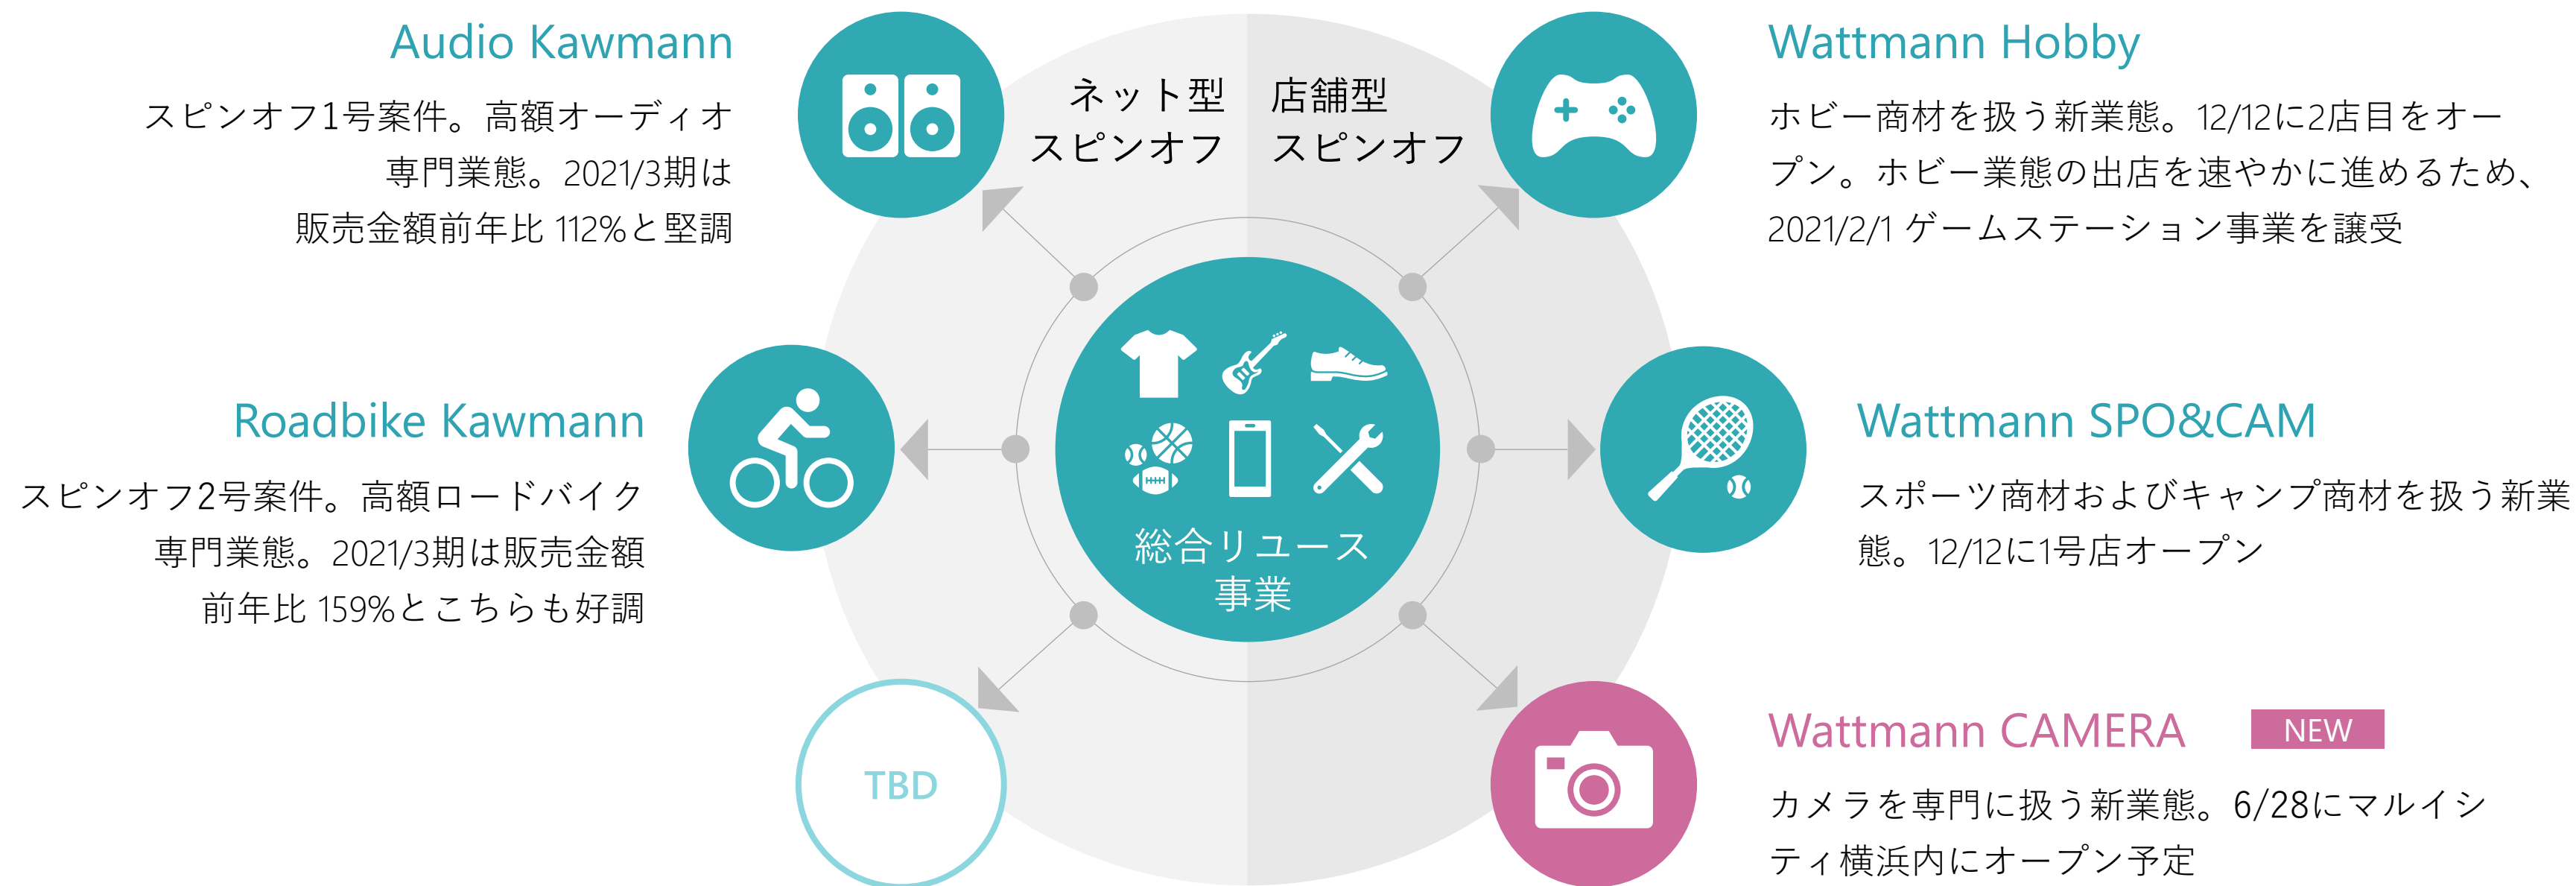 Audio Kawmann
スピンオフ1号案件。高額オーディオ
専門業態。2021/3期は
販売金額前年比 112%と堅調
Roadbike Kawmann
スピンオフ2号案件。高額ロードバイク
専門業態。2021/3期は販売金額
前年比 159%とこちらも好調
TBD
ネット型
スピンオフ
店舗型
スピンオフ
総合リユース
事業
Wattmann Hobby
ホビー商材を扱う新業態。12/12に2店目をオー
プン。ホビー業態の出店を速やかに進めるため、
2021/2/1 ゲームステーション事業を譲受
Wattmann SPO&CAM
スポーツ商材およびキャンプ商材を扱う新業
態。12/12に1号店オープン
Wattmann CAMERA NEW
カメラを専門に扱う新業態。6/28にマルイシ
ティ横浜内にオープン予定